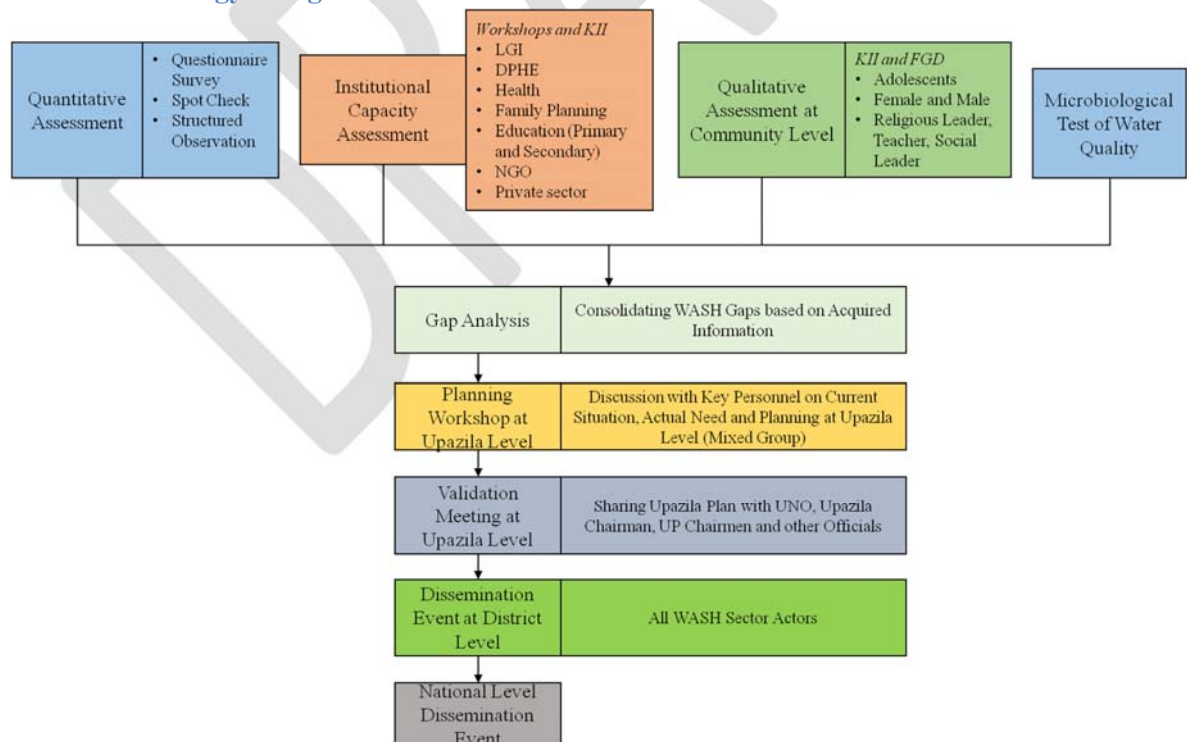 Quantitative
Assessment
• Questionnaire
Survey
• Spot Check
• Structured
Observation
Institutional
Capacity
Assessment
Workshops and KII
• LGI
• DPHE
• Health
• Family Planning
• Education (Primary
and Secondary)
• NGO
• Private sector
Qualitative
Assessment at
Community Level
KII and FGD
• Adolescents
• Female and Male
• Religious Leader,
Teacher, Social
Leader
Microbiological
Test of Water
Quality
Gap Analysis
Consolidating WASH Gaps based on Acquired
Information
Planning
Workshop at
Upazila Level
Discussion with Key Personnel on Current
Situation, Actual Need and Planning at Upazila
Level (Mixed Group)
Validation
Meeting at
Upazila Level
Sharing Upazila Plan with UNO, Upazila
Chairman, UP Chairmen and other Officials
Dissemination
Event at District
Level
All WASH Sector Actors
National Level
Dissemination
Event